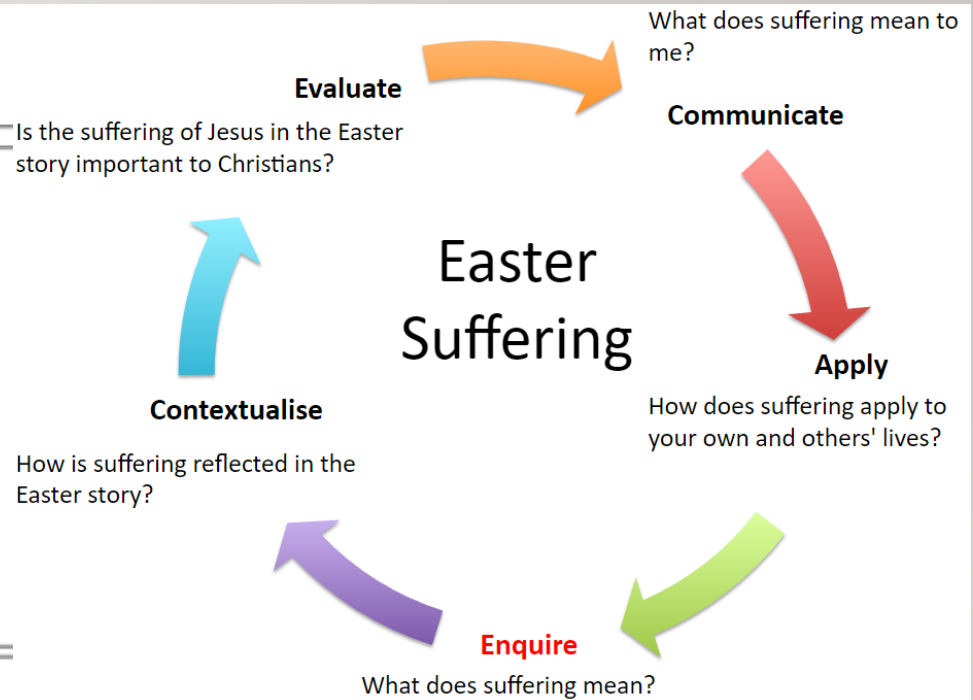 What does suffering mean to
me?
Communicate
Evaluate
Is the suffering of Jesus in the Easter
story important to Christians?
Easter
Suffering
Apply
How does suffering apply to
your own and others' lives?
Contextualise
How is suffering reflected in the
Easter story?
Enquire
What does suffering mean?